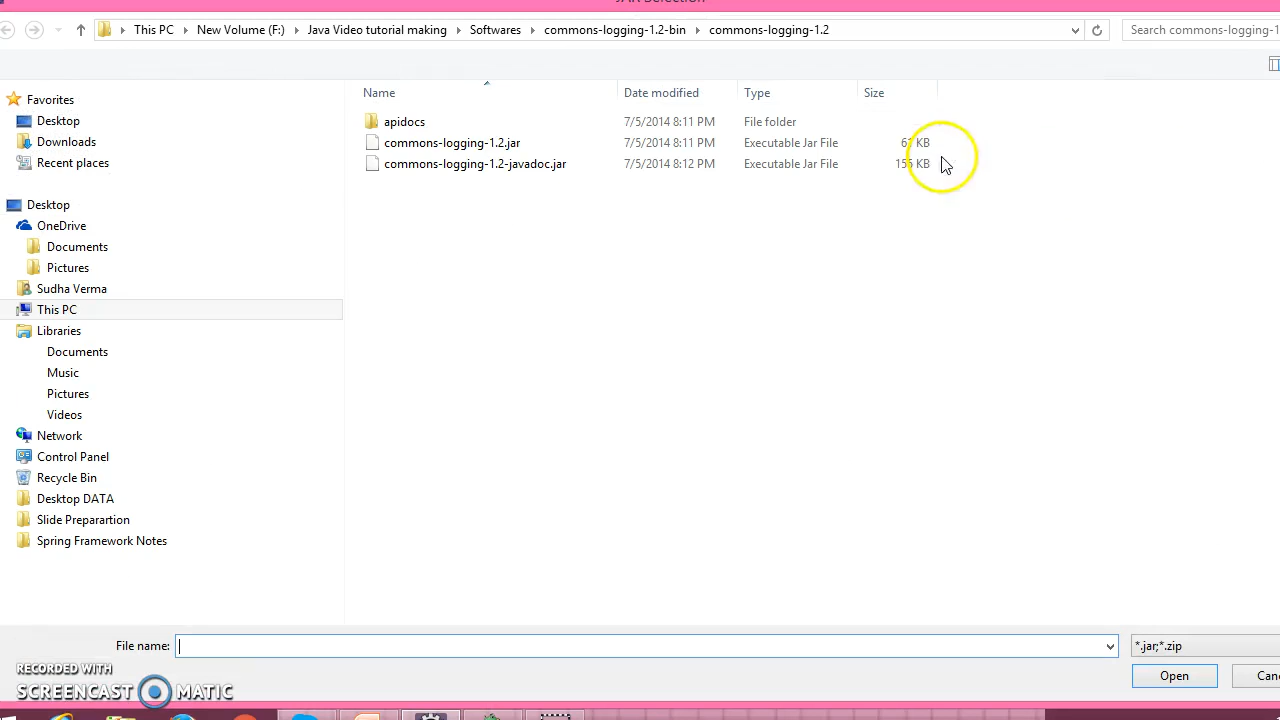 JAR Selection
This PC New Volume (F:) Java Video tutorial making Softwares commons-logging-1.2-bin commons-logging-1.2 Search commons-logging-1
Name Date modified Type Size
apidocs 7/5/2014 8:11 PM File folder
commons-logging-1.2.jar 7/5/2014 8:11 PM Executable Jar File KB
commons-logging-1.2-javadoc.jar 7/5/2014 8:12 PM Executable Jar File KB
Favorites
Desktop
Downloads
Recent places
Desktop
OneDrive
Documents
Pictures
Sudha Verma
This PC
Libraries
Documents
Music
Pictures
Videos
Network
Control Panel
Recycle Bin
Desktop DATA
Slide Preparartion
Spring Framework Notes
File name: *.jar;*.zip
Open Canc
RECORDED WITH
SCREENCAST MATIC